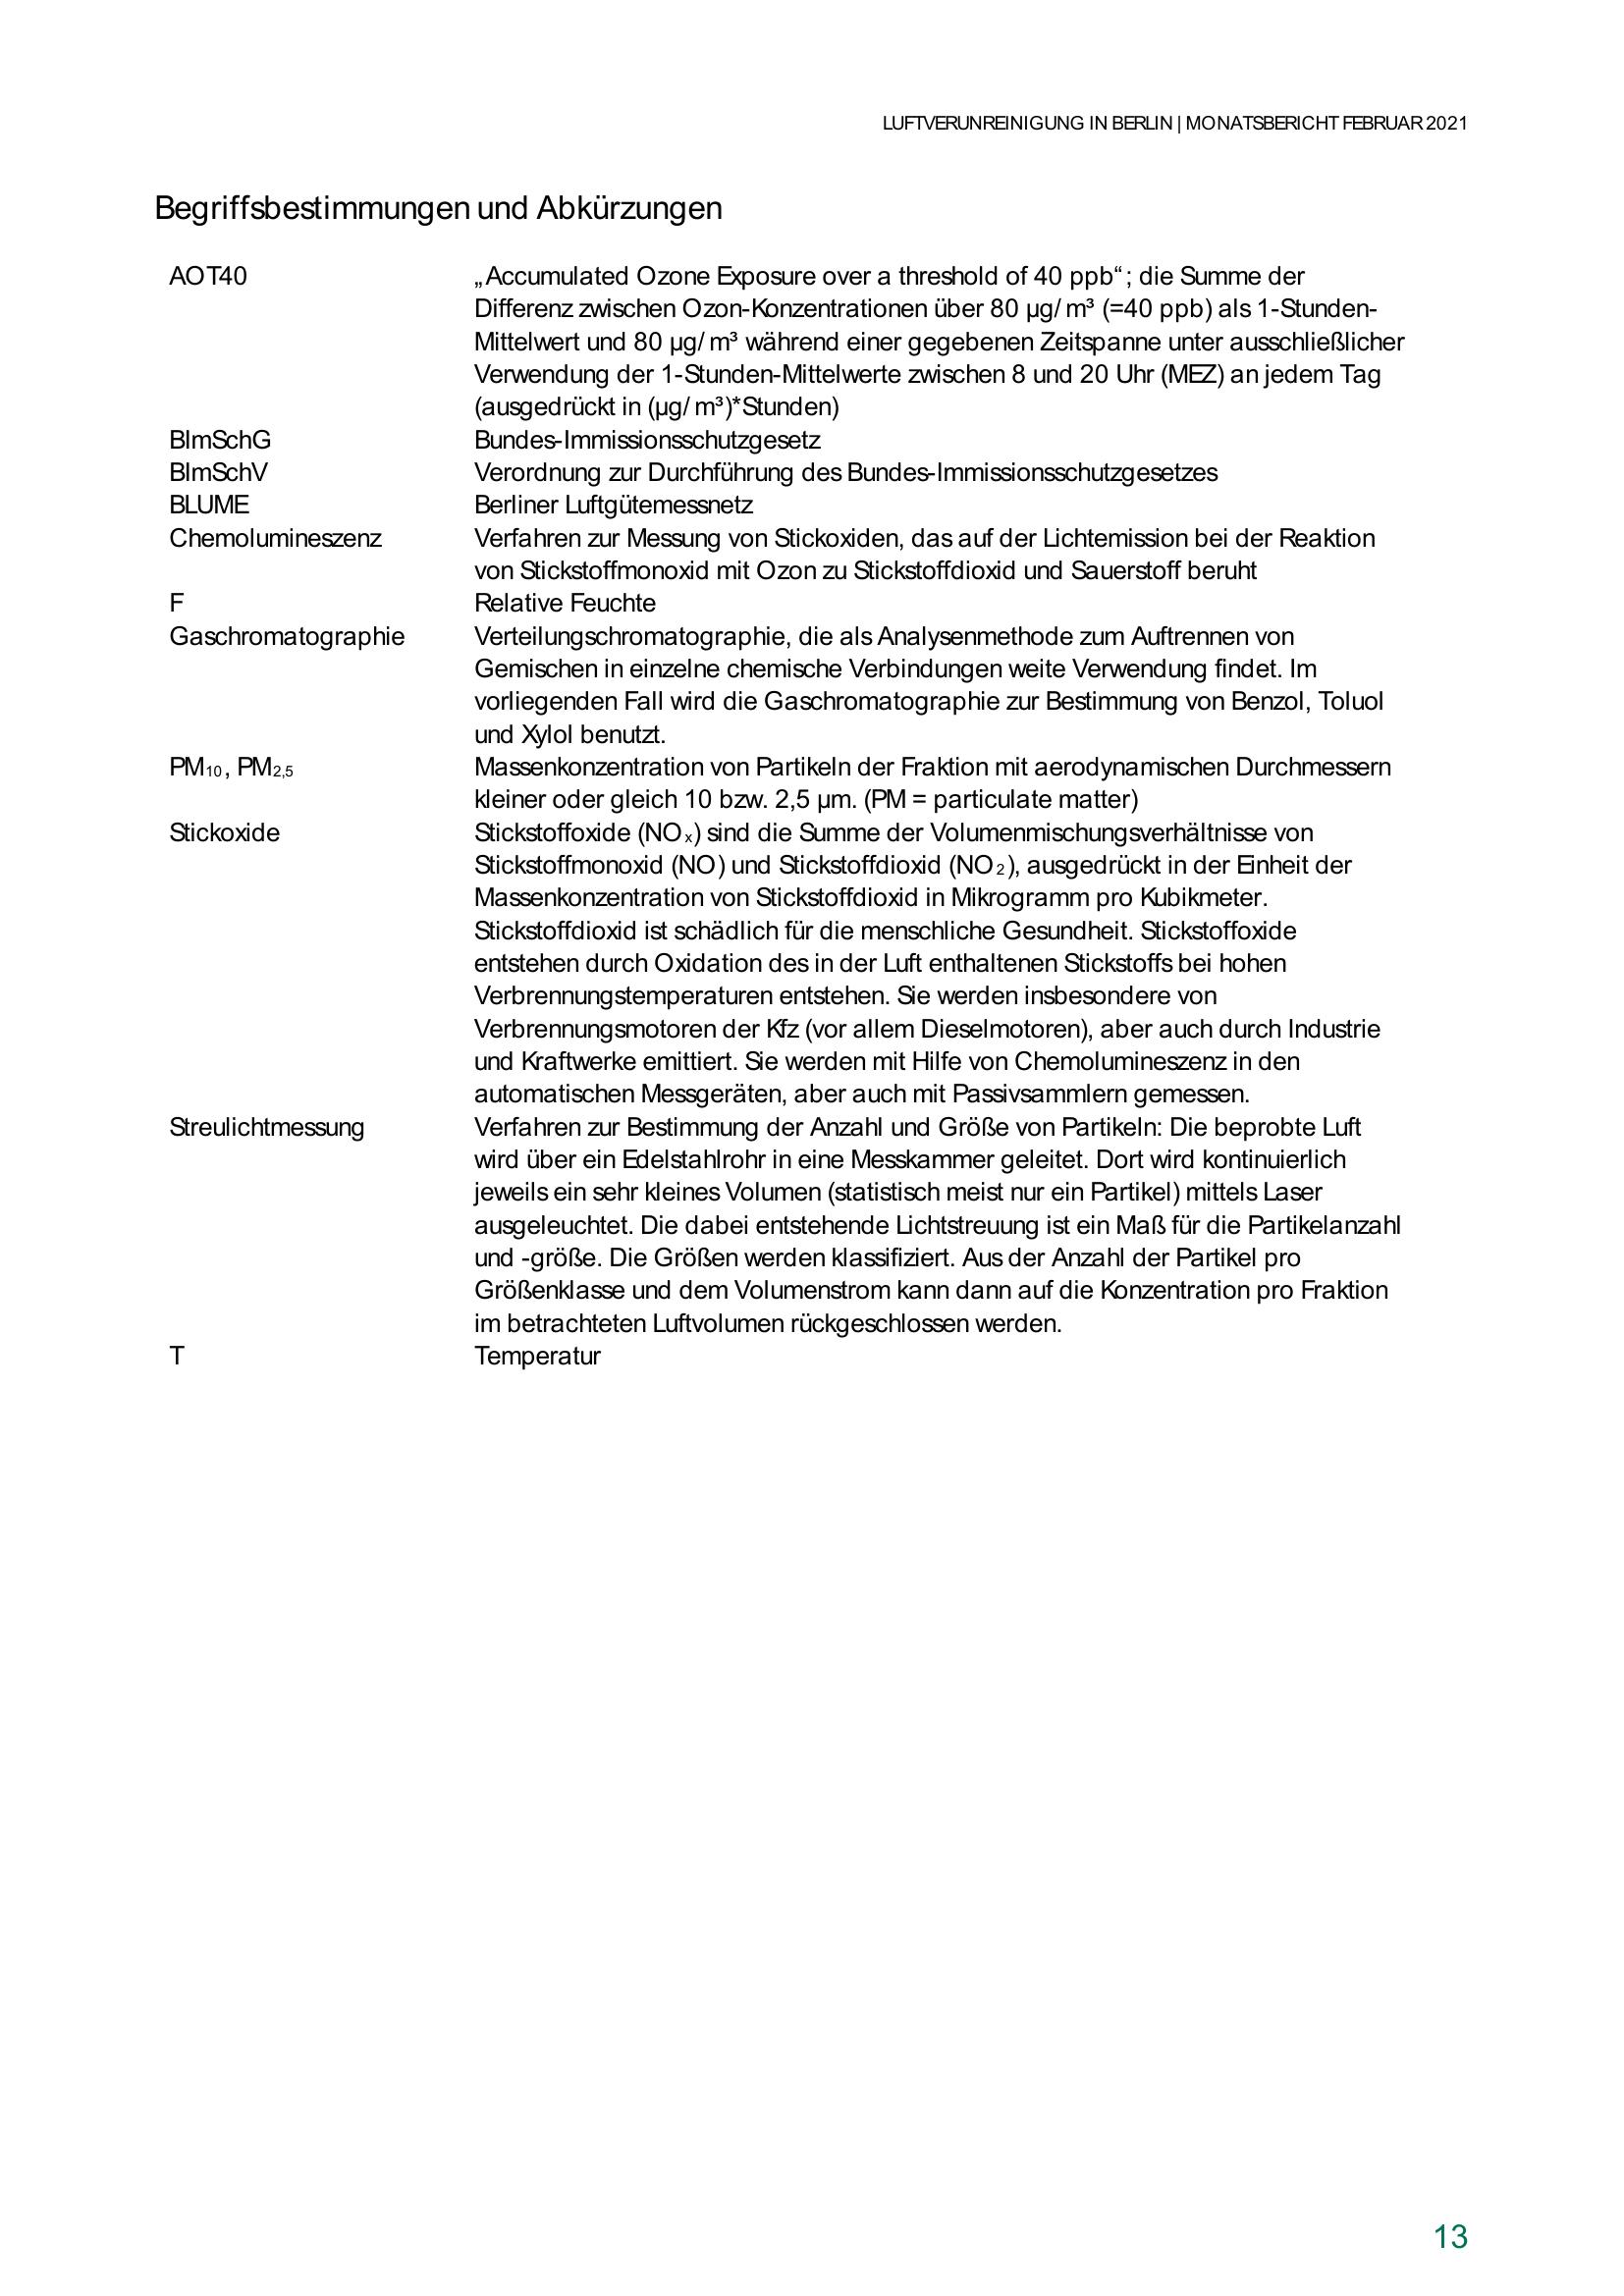 LUFTVERUNREINIGUNG IN BERLIN | MONATSBERICHT FEBRUAR 2021
Begriffsbestimmungen und Abkürzungen
AOT40 „Accumulated Ozone Exposure over a threshold of 40 ppb“; die Summe der
Differenz zwischen Ozon-Konzentrationen über 80 µg/m³ (=40 ppb) als 1-Stunden-
Mittelwert und 80 µg/m³ während einer gegebenen Zeitspanne unter ausschließlicher
Verwendung der 1-Stunden-Mittelwerte zwischen 8 und 20 Uhr (MEZ) an jedem Tag
(ausgedrückt in (µg/m³)*Stunden)
BImSchG Bundes-Immissionsschutzgesetz
BImSchV Verordnung zur Durchführung des Bundes-Immissionsschutzgesetzes
BLUME Berliner Luftgütemessnetz
Chemolumineszenz Verfahren zur Messung von Stickoxiden, das auf der Lichtemission bei der Reaktion
von Stickstoffmonoxid mit Ozon zu Stickstoffdioxid und Sauerstoff beruht
F Relative Feuchte
Gaschromatographie Verteilungschromatographie, die als Analysenmethode zum Auftrennen von
Gemischen in einzelne chemische Verbindungen weite Verwendung findet. Im
vorliegenden Fall wird die Gaschromatographie zur Bestimmung von Benzol, Toluol
und Xylol benutzt.
PM₁₀, PM₂,₅ Massenkonzentration von Partikeln der Fraktion mit aerodynamischen Durchmessern
kleiner oder gleich 10 bzw. 2,5 µm. (PM = particulate matter)
Stickoxide Stickstoffoxide (NOₓ) sind die Summe der Volumenmischungsverhältnisse von
Stickstoffmonoxid (NO) und Stickstoffdioxid (NO₂), ausgedrückt in der Einheit der
Massenkonzentration von Stickstoffdioxid in Mikrogramm pro Kubikmeter.
Stickstoffdioxid ist schädlich für die menschliche Gesundheit. Stickstoffoxide
entstehen durch Oxidation des in der Luft enthaltenen Stickstoffs bei hohen
Verbrennungstemperaturen entstehen. Sie werden insbesondere von
Verbrennungsmotoren der Kfz (vor allem Dieselmotoren), aber auch durch Industrie
und Kraftwerke emittiert. Sie werden mit Hilfe von Chemolumineszenz in den
automatischen Messgeräten, aber auch mit Passivsammlern gemessen.
Streulichtmessung Verfahren zur Bestimmung der Anzahl und Größe von Partikeln: Die beprobte Luft
wird über ein Edelstahlrohr in eine Messkammer geleitet. Dort wird kontinuierlich
jeweils ein sehr kleines Volumen (statistisch meist nur ein Partikel) mittels Laser
ausgeleuchtet. Die dabei entstehende Lichtstreuung ist ein Maß für die Partikelanzahl
und -größe. Die Größen werden klassifiziert. Aus der Anzahl der Partikel pro
Größenklasse und dem Volumenstrom kann dann auf die Konzentration pro Fraktion
im betrachteten Luftvolumen rückgeschlossen werden.
T Temperatur
13